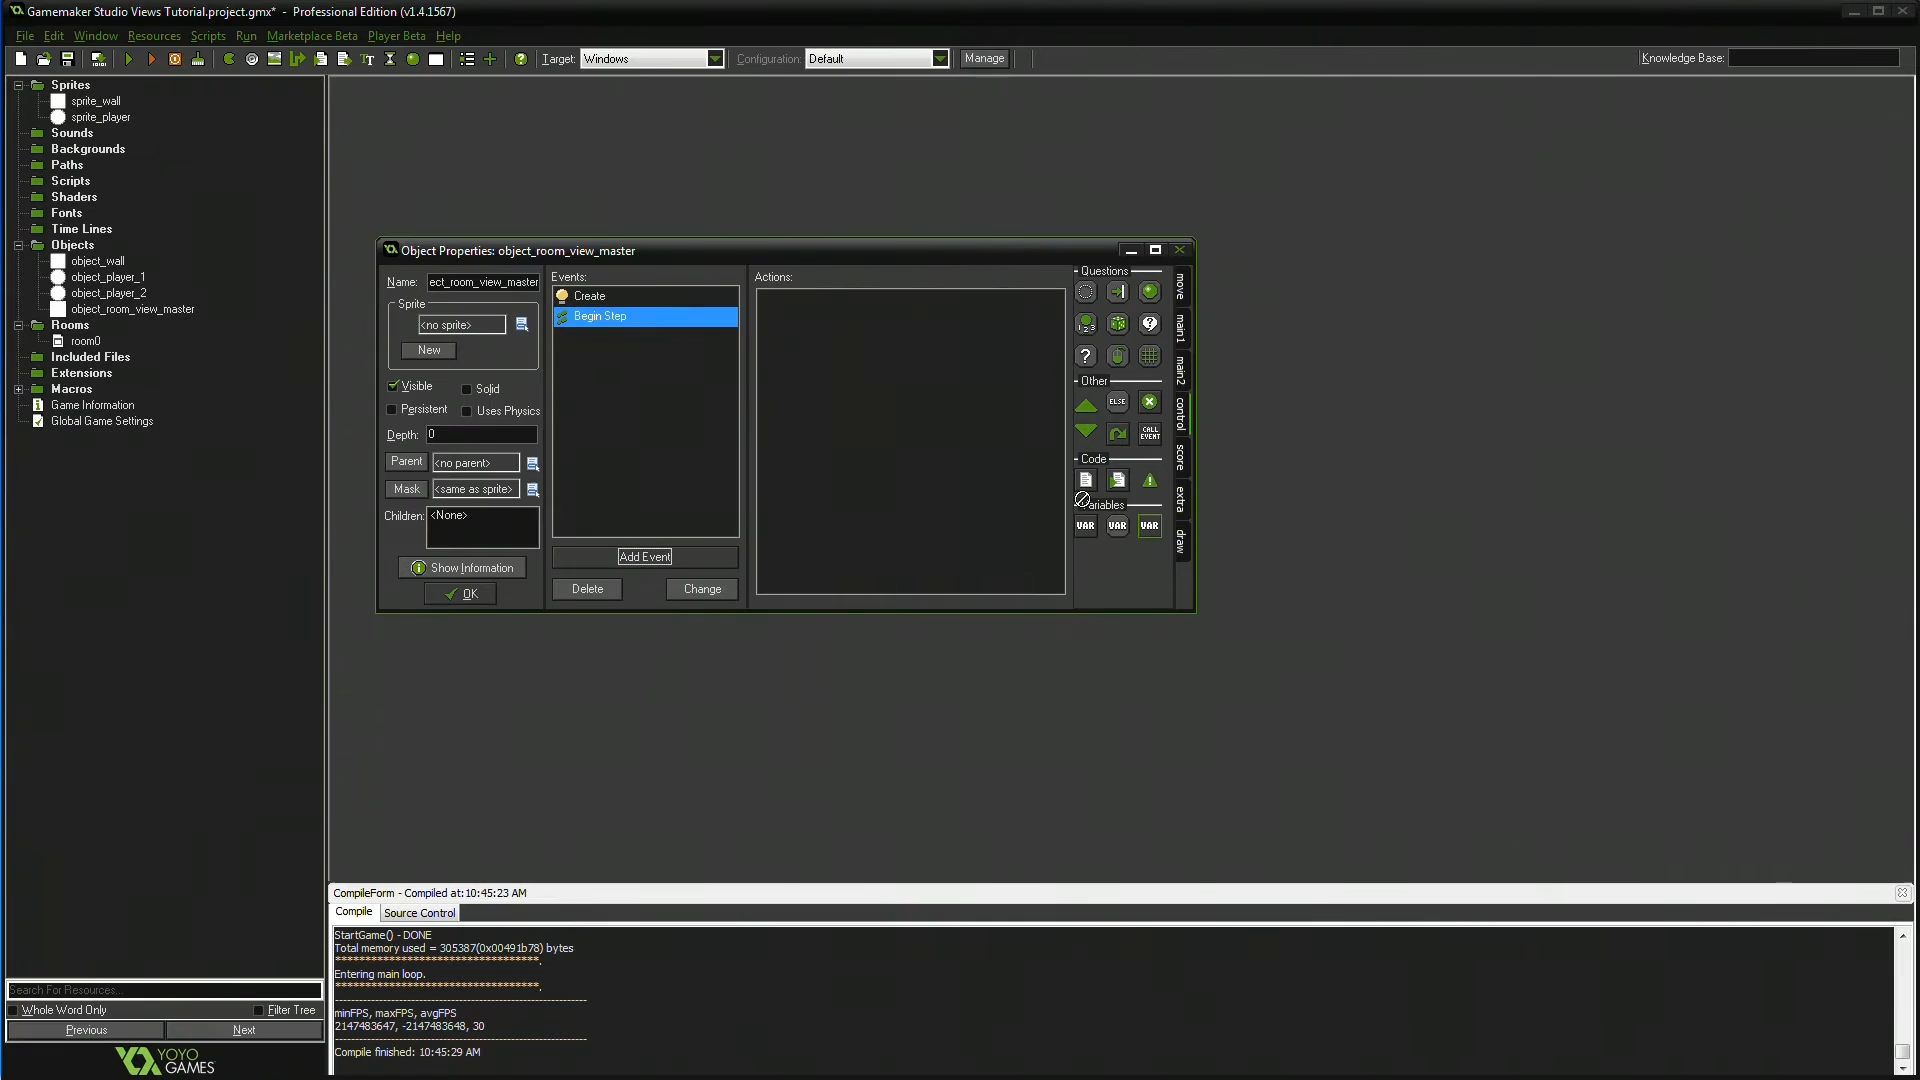 Gamemaker Studio Views Tutorial.project.gmx* - Professional Edition (v1.4.1567)
File Edit Window Resources Scripts Run Marketplace Beta Player Beta Help
Target: Windows Configuration: Default Manage Knowledge Base:
Sprites
sprite_wall
sprite_player
Sounds
Backgrounds
Paths
Scripts
Shaders
Fonts
Time Lines
Objects
object_wall
object_player_1
object_player_2
object_room_view_master
Rooms
room0
Included Files
Extensions
Macros
Game Information
Global Game Settings
Search For Resources...
Whole Word Only Filter Tree
Previous Next
YOYO
GAMES
Object Properties: object_room_view_master
Name: ect_room_view_master
Sprite
<no sprite>
New
Visible Solid
Persistent Uses Physics
Depth: 0
Parent <no parent>
Mask <same as sprite>
Children: <None>
Show Information
OK
Events:
Create
Begin Step
Add Event
Delete Change
Actions:
Questions
Other
ELSE
CALL
EVENT
Code
ariables
VAR VAR VAR
move
main1
main2
control
score
extra
draw
CompileForm - Compiled at:10:45:23 AM
Compile Source Control
StartGame() - DONE
Total memory used = 305387(0x00491b78) bytes
**********************************.
Entering main loop.
**********************************.
minFPS, maxFPS, avgFPS
2147483647, -2147483648, 30
Compile finished: 10:45:29 AM